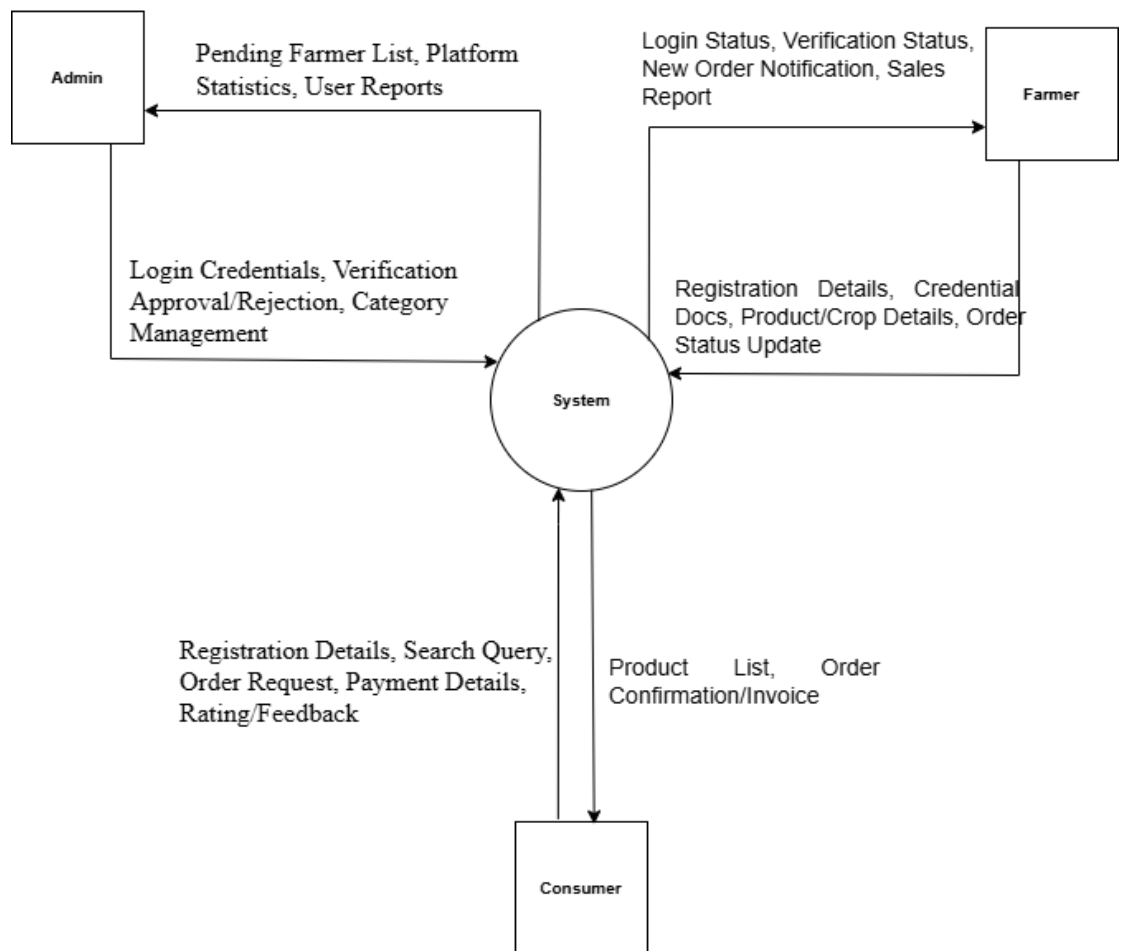 Admin
Pending Farmer List, Platform
Statistics, User Reports
Login Status, Verification Status,
New Order Notification, Sales
Report
Farmer
Login Credentials, Verification
Approval/Rejection, Category
Management
Registration Details, Credential
Docs, Product/Crop Details, Order
Status Update
System
Registration Details, Search Query,
Order Request, Payment Details,
Rating/Feedback
Product List, Order
Confirmation/Invoice
Consumer